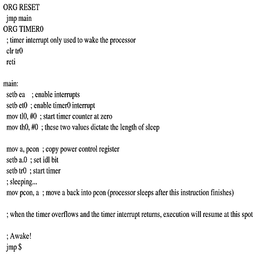 ORG RESET
jmp main
ORG TIMER0
; timer interrupt only used to wake the processor
clr tr0
reti
main:
setb ea ; enable interrupts
setb et0 ; enable timer0 interrupt
mov tl0, #0 ; start timer counter at zero
mov th0, #0 ; these two values dictate the length of sleep
mov a, pcon ; copy power control register
setb a.0 ; set idl bit
setb tr0 ; start timer
; sleeping...
mov pcon, a ; move a back into pcon (processor sleeps after this instruction finishes)
; when the timer overflows and the timer interrupt returns, execution will resume at this spot
; Awake!
jmp $